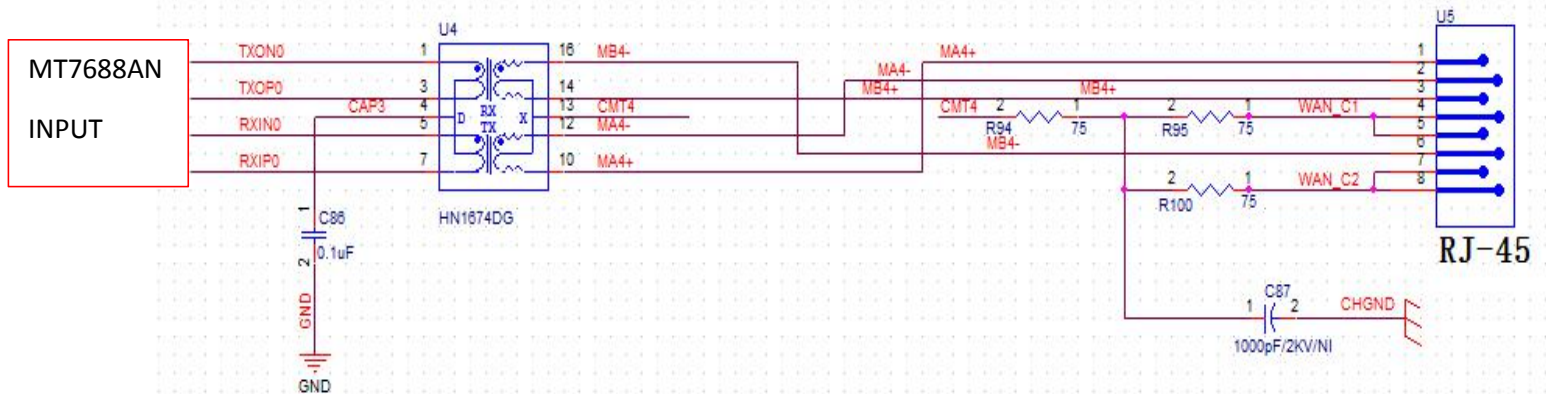 MT7688AN
INPUT
TXON0
TXOP0
CAP3
RXIN0
RXIP0
U4
1
3
4
5
7
D
RX
TX
X
16
14
13
12
10
HN1674DG
MB4-
CMT4
MA4-
MA4+
1
C86
0.1uF
2
GND
GND
MA4+
MA4-
MB4+
MB4+
CMT4
2
1
R94
75
MB4-
2
1
R95
75
WAN_C1
2
1
R100
75
WAN_C2
U5
1
2
3
4
5
6
7
8
RJ-45
C87
1
2
CHGND
1000pF/2KV/NI